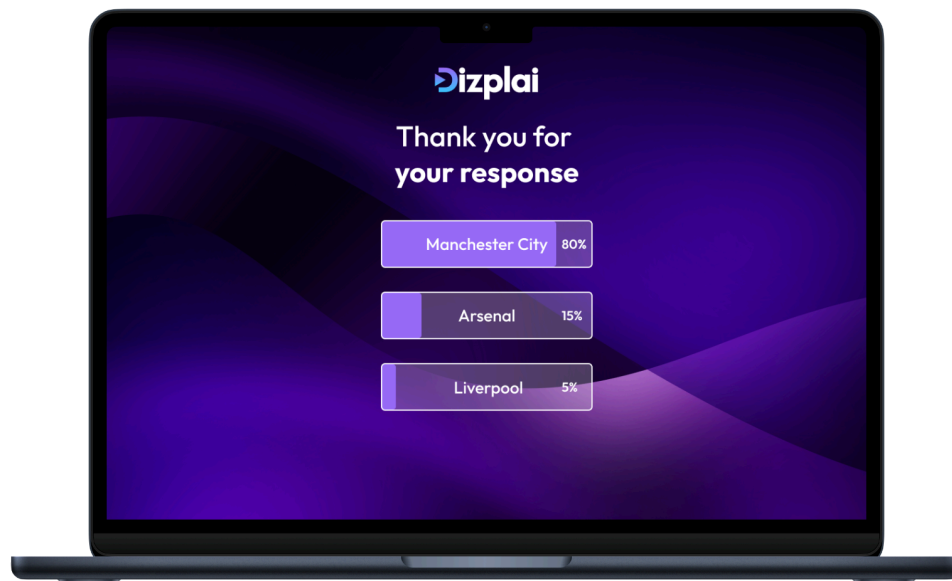 Dizplai
Thank you for
your response
Manchester City 80%
Arsenal 15%
Liverpool 5%